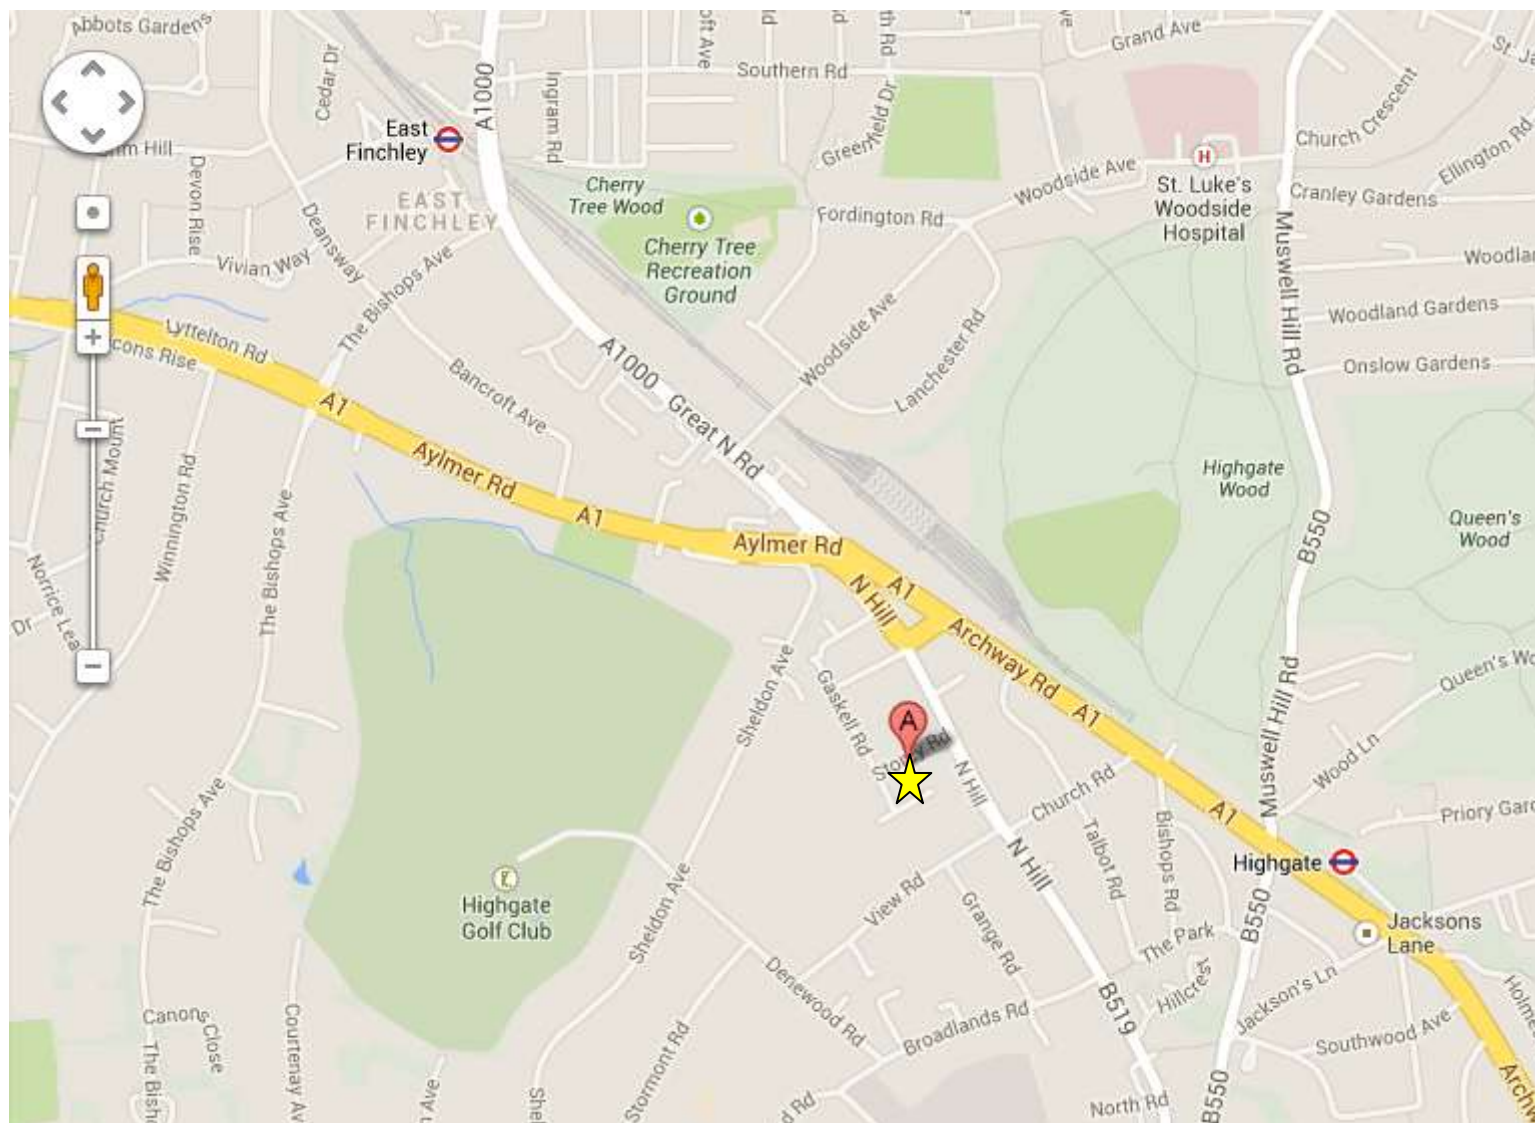 Abbots Gardens
Cedar Dr
A1000
Ingram Rd
Southern Rd
Greenfield Dr
Grand Ave
Church Crescent
Ellington Rd
East
Finchley
Devon Rise
EAST
FINCHLEY
Cherry
Tree Wood
Cherry Tree
Recreation
Ground
Fordington Rd
Woodside Ave
H
St. Luke's
Woodside
Hospital
Cranley Gardens
Muswell Hill Rd
Woodland Gardens
Onslow Gardens
Deansway
Vivian Way
The Bishops Ave
Lyttelton Rd
A1
Bancroft Ave
A1000
Great N Rd
Woodside Ave
Lanchester Rd
Church Mount
Winnington Rd
The Bishops Ave
Aylmer Rd
A1
Aylmer Rd
Highgate
Wood
B550
Queen's
Wood
N Hill
A1
Archway Rd
A1
Sheldon Ave
Gaskell Rd
A
Storey Rd
N Hill
Church Rd
Muswell Hill Rd
Wood Ln
A1
The Bishops Ave
Highgate
Golf Club
Sheldon Ave
View Rd
N Hill
Talbot Rd
Bishops Rd
Highgate
B550
Jacksons
Lane
Grange Rd
The Park
Hillcrest
Jackson's Ln
Southwood Ave
Denewood Rd
Broadlands Rd
B519
Canons Close
Courtenay Av
Stormont Rd
North Rd
B550